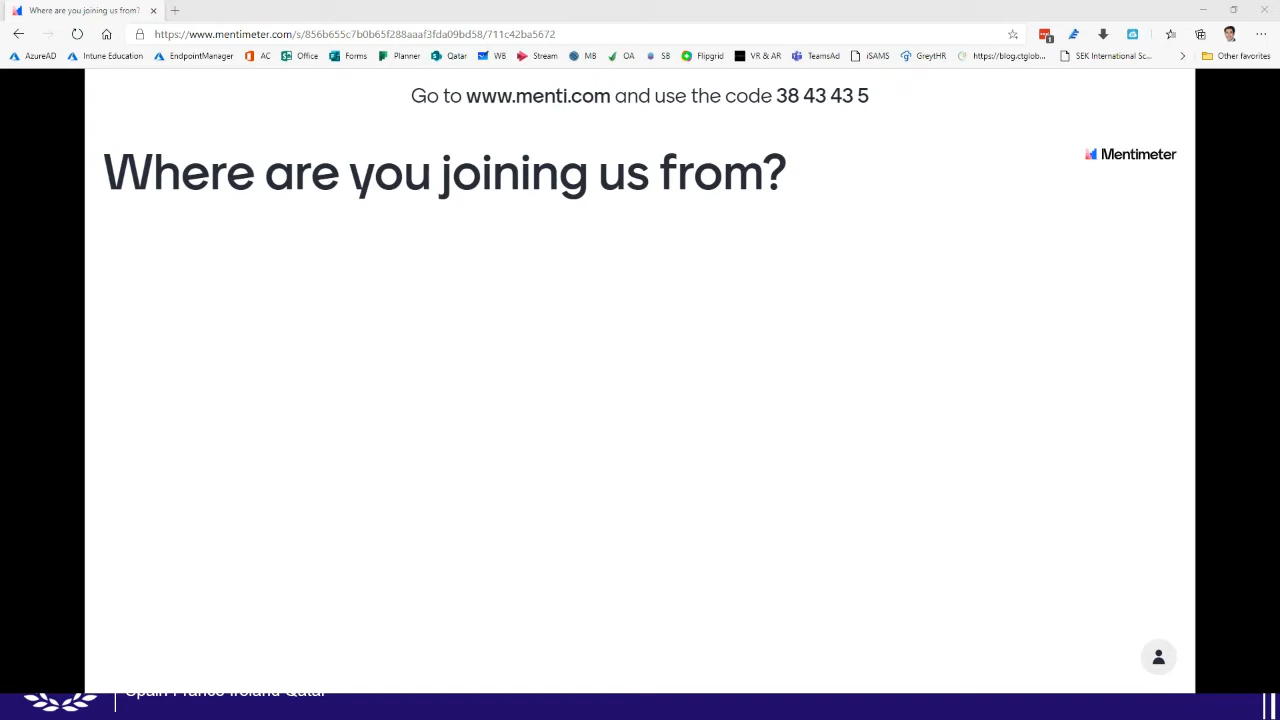 Where are you joining us from?
https://www.mentimeter.com/s/856b655c7b0b65f288aaaf3fda09bd58/711c42ba5672
AzureAD Intune Education EndpointManager AC Office Forms Planner Qatar WB Stream MB OA SB Flipgrid VR & AR TeamsAd iSAMS GreytHR https://blog.ctglob... SEK International Sc... Other favorites
Go to www.menti.com and use the code 38 43 43 5
Where are you joining us from?
Mentimeter
Spain France Ireland Qatar